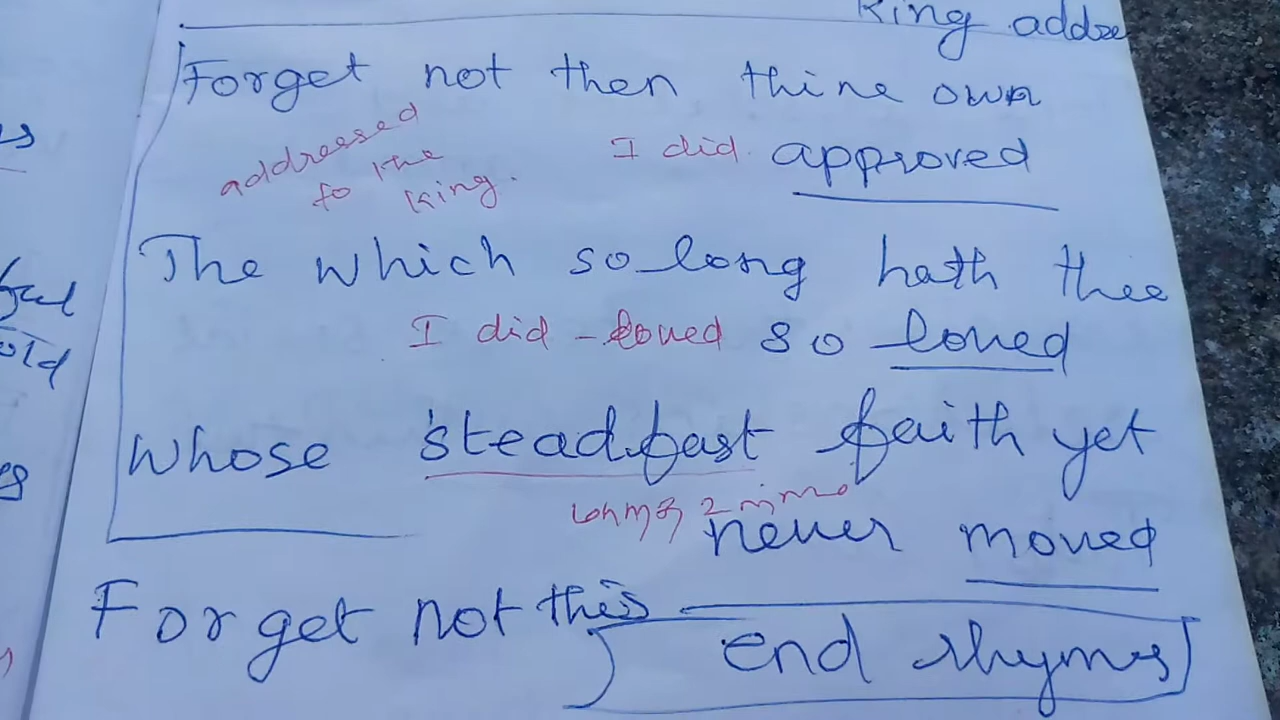 King addre
Forget not then thine own
addressed
to the
King.
I did approved
The which so long hath thee
I did - loved so loved
Whose steadfast faith yet
never moved
Forget not this
end rhymes